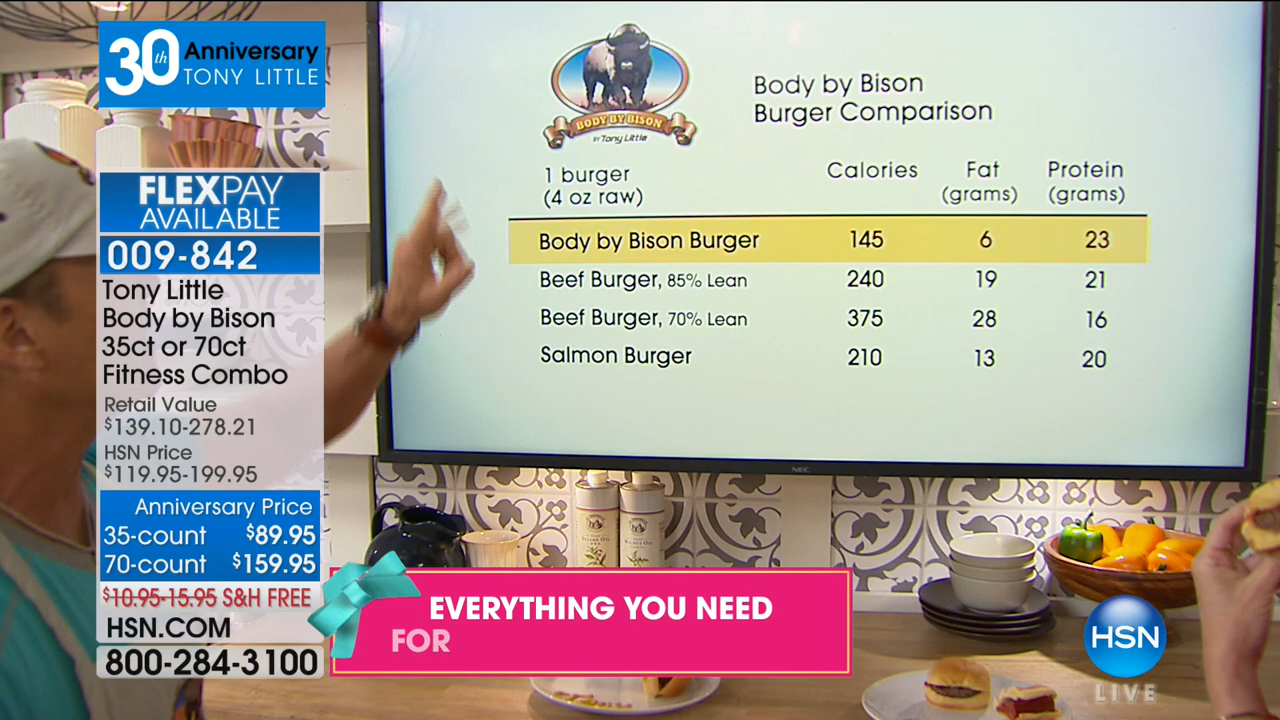 30th Anniversary
TONY LITTLE
FLEXPAY
AVAILABLE
009-842
Tony Little
Body by Bison
35ct or 70ct
Fitness Combo
Retail Value
$139.10-278.21
HSN Price
$119.95-199.95
Anniversary Price
35-count $89.95
70-count $159.95
$10.95-15.95 S&H FREE
HSN.COM
800-284-3100
BODY BY BISON
BY Tony Little
Body by Bison
Burger Comparison
1 burger
(4 oz raw)
Calories Fat (grams) Protein (grams)
Body by Bison Burger 145 6 23
Beef Burger, 85% Lean 240 19 21
Beef Burger, 70% Lean 375 28 16
Salmon Burger 210 13 20
NEC
EVERYTHING YOU NEED
FOR
HSN
LIVE